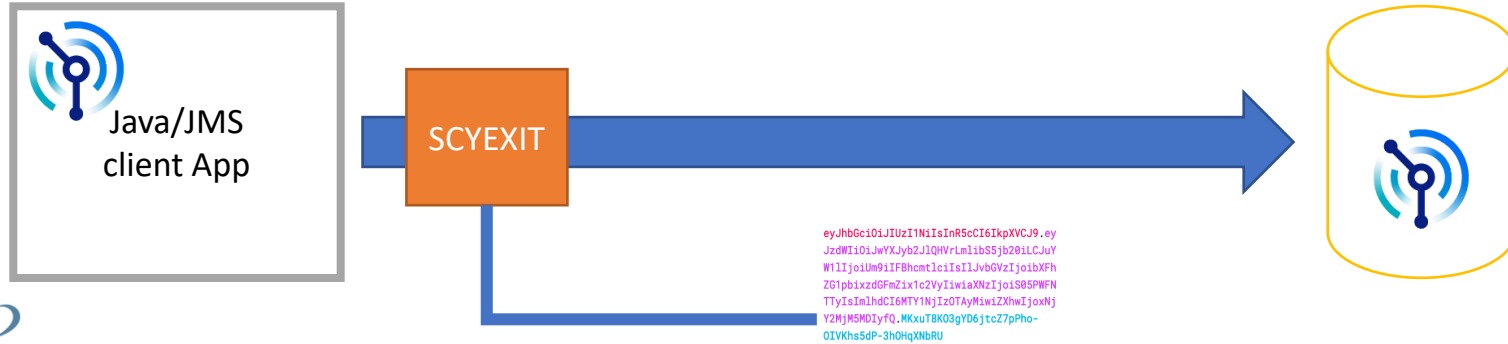 Java/JMS
client App
SCYEXIT
eyJhbGciOiJIUzI1NiIsInR5cCI6IkpXVCJ9.ey
JzdWIiOiJwYXJyb2JlQHVrLmlibS5jb20iLCJuY
W1lIjoiUm9iIFBhcmtlciIsIlJvbGVzIjoibXFh
ZG1pbixzdGFmZix1c2VyIiwiaXNzIjoiS05PWFN
TTyIsImlhdCI6MTY1NjIzOTAyMiwiZXhwIjoxNj
Y2MjM5MDIyfQ.MKxuT8KO3gYD6jtcZ7pPho-
OIVKhs5dP-3hOHqXNbRU